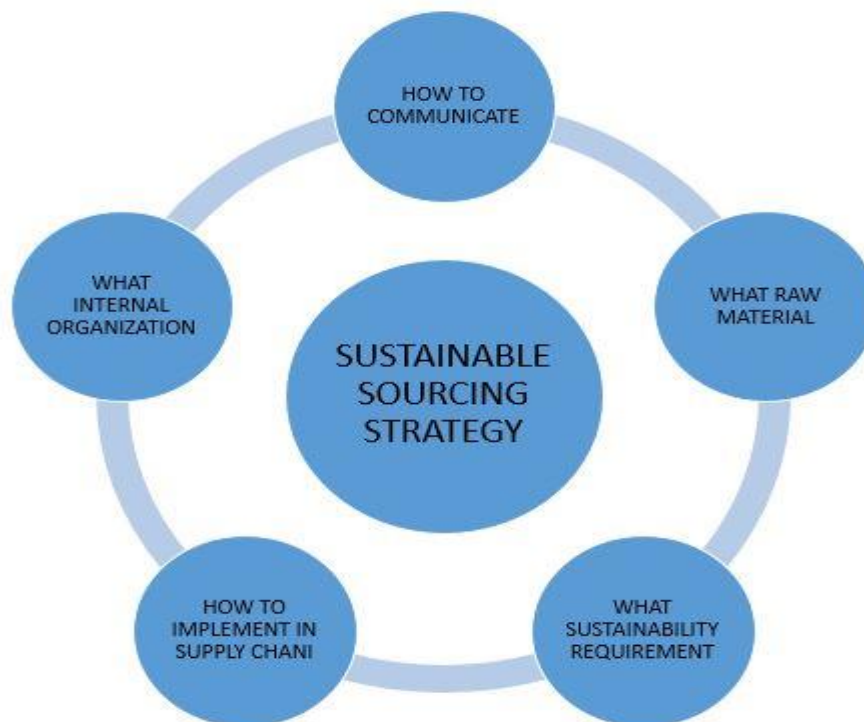 HOW TO
COMMUNICATE
WHAT RAW
MATERIAL
WHAT
SUSTAINABILITY
REQUIREMENT
HOW TO
IMPLEMENT IN
SUPPLY CHANI
WHAT
INTERNAL
ORGANIZATION
SUSTAINABLE
SOURCING
STRATEGY